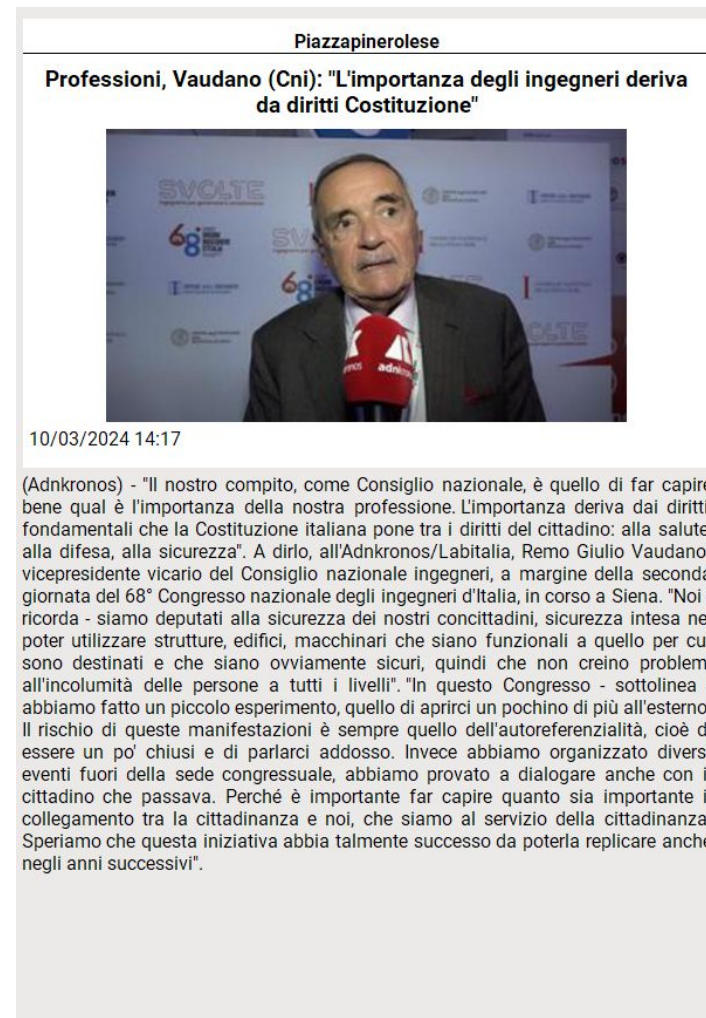 Piazzapinerolese
Professioni, Vaudano (Cni): "L'importanza degli ingegneri deriva
da diritti Costituzione"
SVOLTE
68
SV
68
OLTE
adnkronos
10/03/2024 14:17
(Adnkronos) - "Il nostro compito, come Consiglio nazionale, è quello di far capire
bene qual è l'importanza della nostra professione. L'importanza deriva dai diritti
fondamentali che la Costituzione italiana pone tra i diritti del cittadino: alla salute
alla difesa, alla sicurezza". A dirlo, all'Adnkronos/Labitalia, Remo Giulio Vaudano
vicepresidente vicario del Consiglio nazionale ingegneri, a margine della seconda
giornata del 68° Congresso nazionale degli ingegneri d'Italia, in corso a Siena. "Noi
ricorda - siamo deputati alla sicurezza dei nostri concittadini, sicurezza intesa ne
poter utilizzare strutture, edifici, macchinari che siano funzionali a quello per cu
sono destinati e che siano ovviamente sicuri, quindi che non creino problem
all'incolumità delle persone a tutti i livelli". "In questo Congresso - sottolinea
abbiamo fatto un piccolo esperimento, quello di aprirci un pochino di più all'esterno
Il rischio di queste manifestazioni è sempre quello dell'autoreferenzialità, cioè d
essere un po' chiusi e di parlarci addosso. Invece abbiamo organizzato divers
eventi fuori della sede congressuale, abbiamo provato a dialogare anche con i
cittadino che passava. Perché è importante far capire quanto sia importante i
collegamento tra la cittadinanza e noi, che siamo al servizio della cittadinanza
Speriamo che questa iniziativa abbia talmente successo da poterla replicare anche
negli anni successivi".